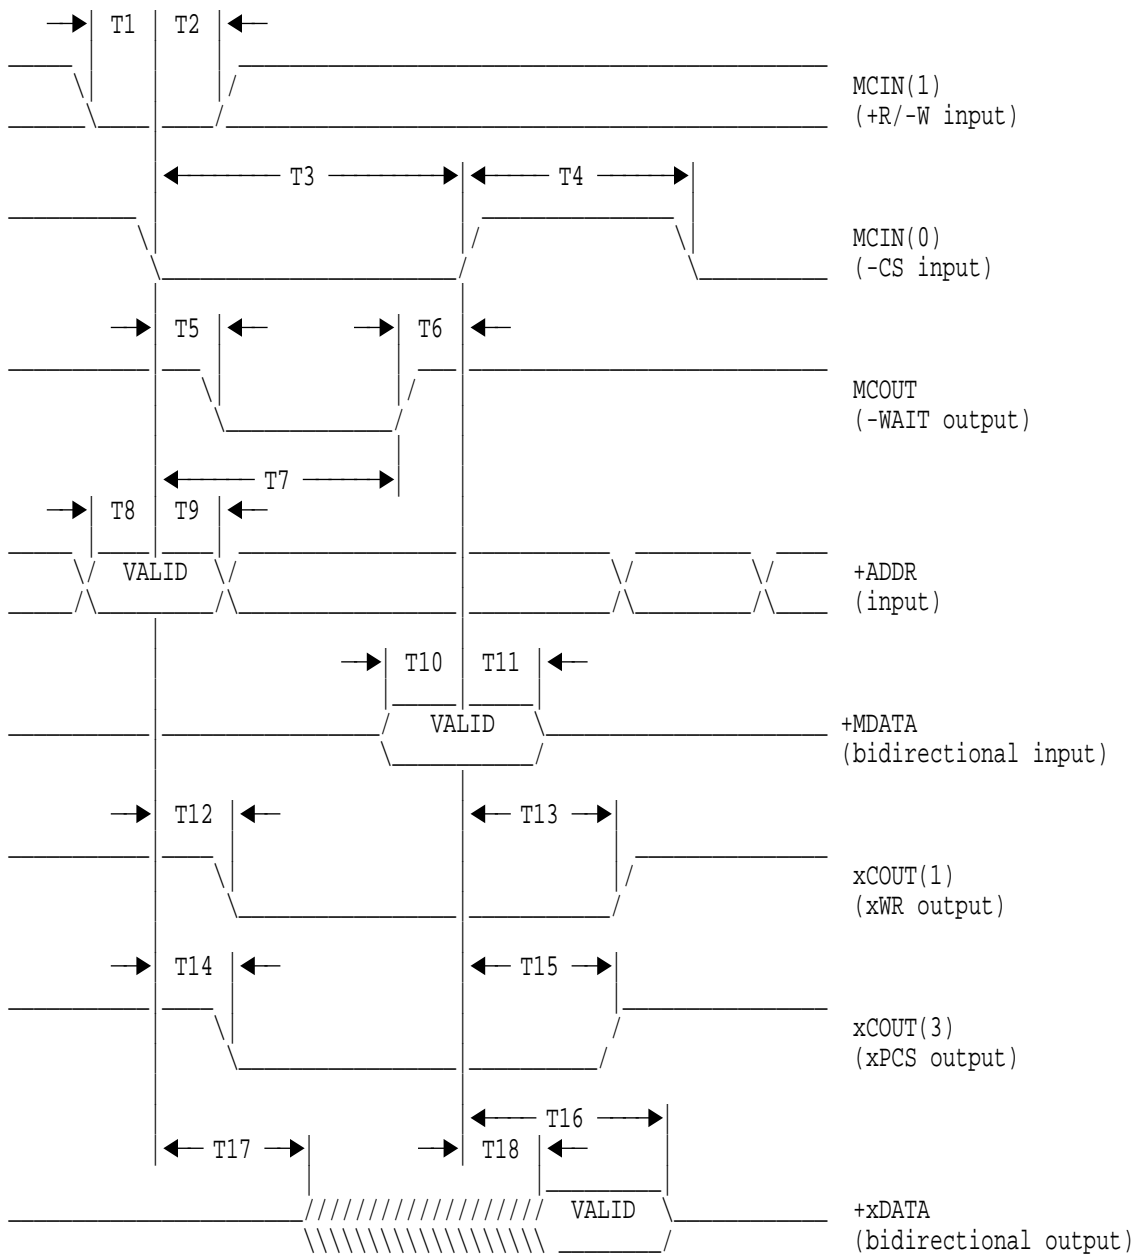 T1 T2
MCIN(1)
(+R/-W input)
T3 T4
MCIN(0)
(-CS input)
T5 T6
MCOUT
(-WAIT output)
T7
T8 T9
VALID
+ADDR
(input)
T10 T11
VALID
+MDATA
(bidirectional input)
T12 T13
xCOUT(1)
(xWR output)
T14 T15
xCOUT(3)
(xPCS output)
T16
T17 T18
VALID
+xDATA
(bidirectional output)